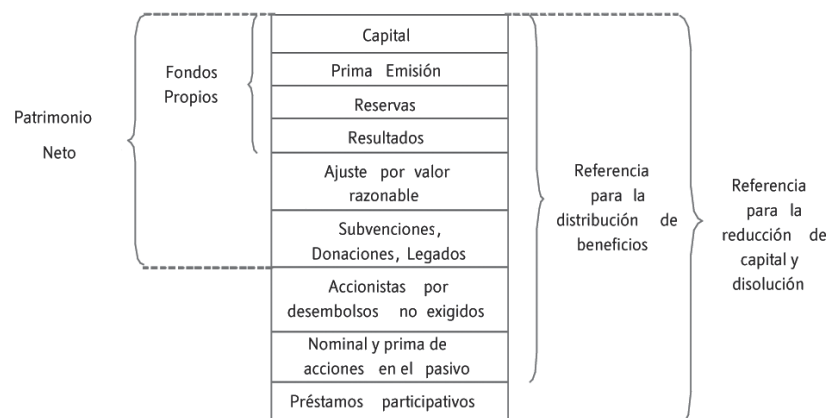 Patrimonio
Neto
Fondos
Propios
Capital
Prima Emisión
Reservas
Resultados
Ajuste por valor
razonable
Subvenciones,
Donaciones, Legados
Accionistas por
desembolsos no exigidos
Nominal y prima de
acciones en el pasivo
Préstamos participativos
Referencia
para la
distribución de
beneficios
Referencia
para la
reducción de
capital y
disolución